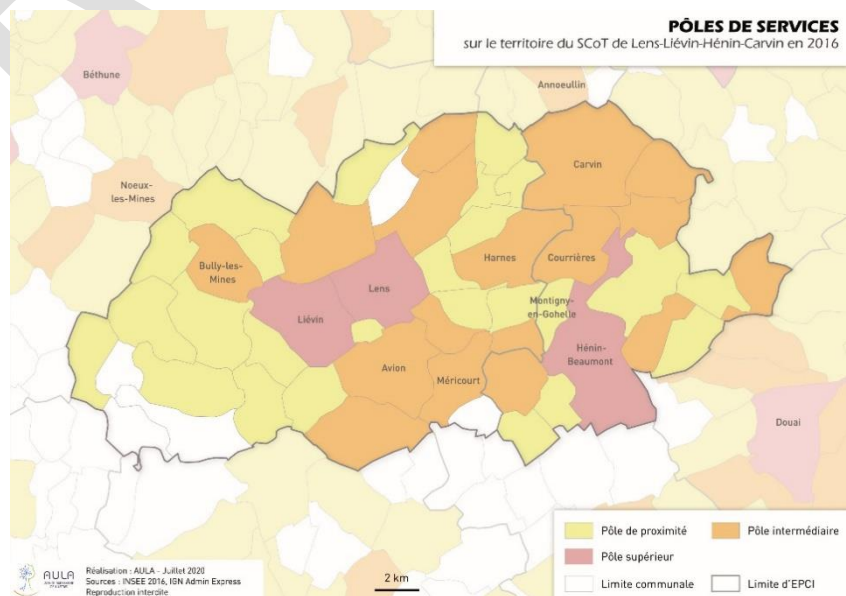 PÔLES DE SERVICES
sur le territoire du SCoT de Lens-Liévin-Hénin-Carvin en 2016
Béthune
Annoeullin
Carvin
Noeux-
les-Mines
Bully-les-
Mines
Harnes
Courrières
Lens
Montigny-
en-Gohelle
Liévin
Hénin-
Beaumont
Avion
Méricourt
Douai
Pôle de proximité
Pôle intermédiaire
Pôle supérieur
Limite communale
Limite d'EPCI
AULA
Réalisation : AULA - Juillet 2020
Sources : INSEE 2016, IGN Admin Express
Reproduction interdite
2 km